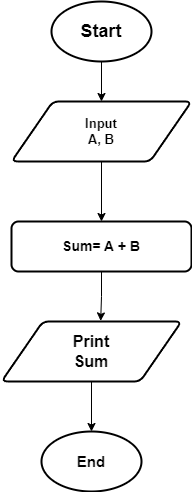 Start
Input
A, B
Sum= A + B
Print
Sum
End